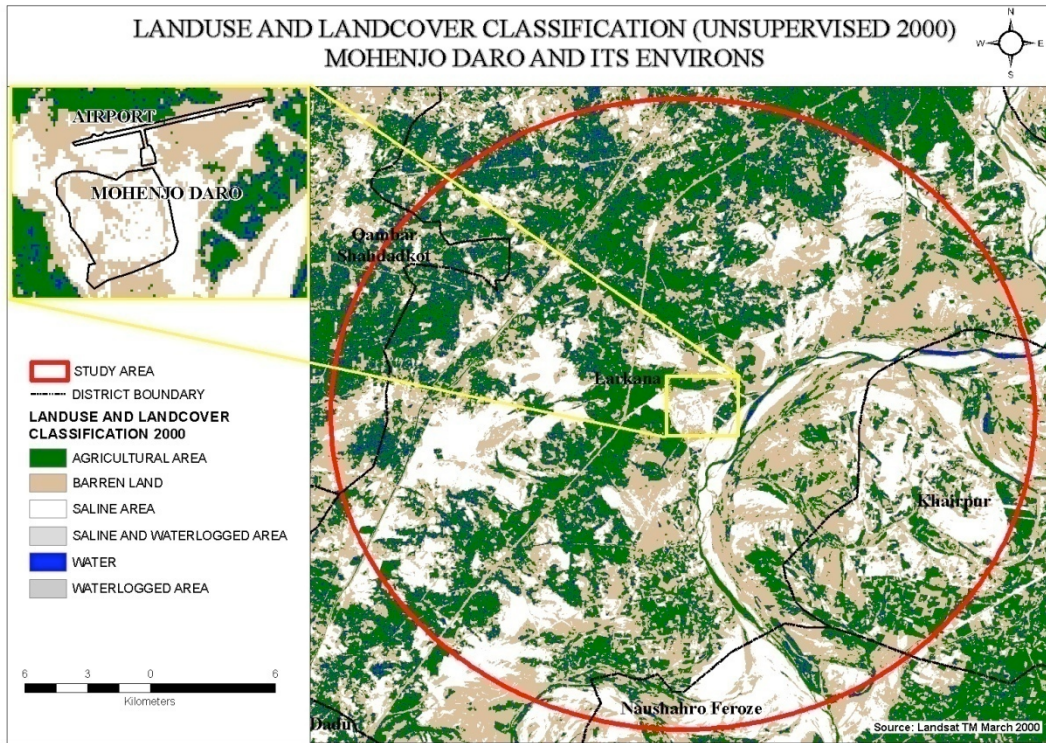 LANDUSE AND LANDCOVER CLASSIFICATION (UNSUPERVISED 2000)
MOHENJO DARO AND ITS ENVIRONS
N
W E
S
AIRPORT
MOHENJO DARO
Qambar
Shahdadkot
Larkana
Khairpur
Naushahro Feroze
Dadu
STUDY AREA
DISTRICT BOUNDARY
LANDUSE AND LANDCOVER
CLASSIFICATION 2000
AGRICULTURAL AREA
BARREN LAND
SALINE AREA
SALINE AND WATERLOGGED AREA
WATER
WATERLOGGED AREA
6 3 0 6
Kilometers
Source: Landsat TM March 2000